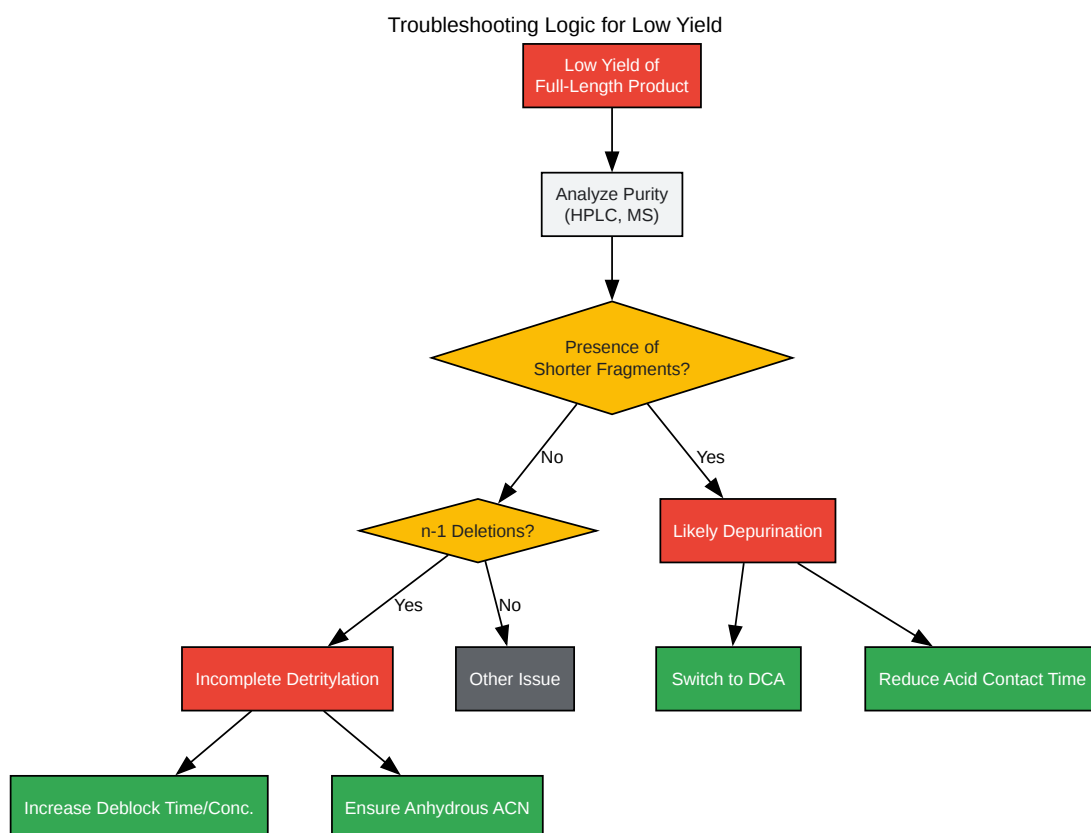 Troubleshooting Logic for Low Yield
Low Yield of
Full-Length Product
Analyze Purity
(HPLC, MS)
Presence of
Shorter Fragments?
No
Yes
n-1 Deletions?
Likely Depurination
Yes
No
Incomplete Detritylation
Other Issue
Switch to DCA
Reduce Acid Contact Time
Increase Deblock Time/Conc.
Ensure Anhydrous ACN